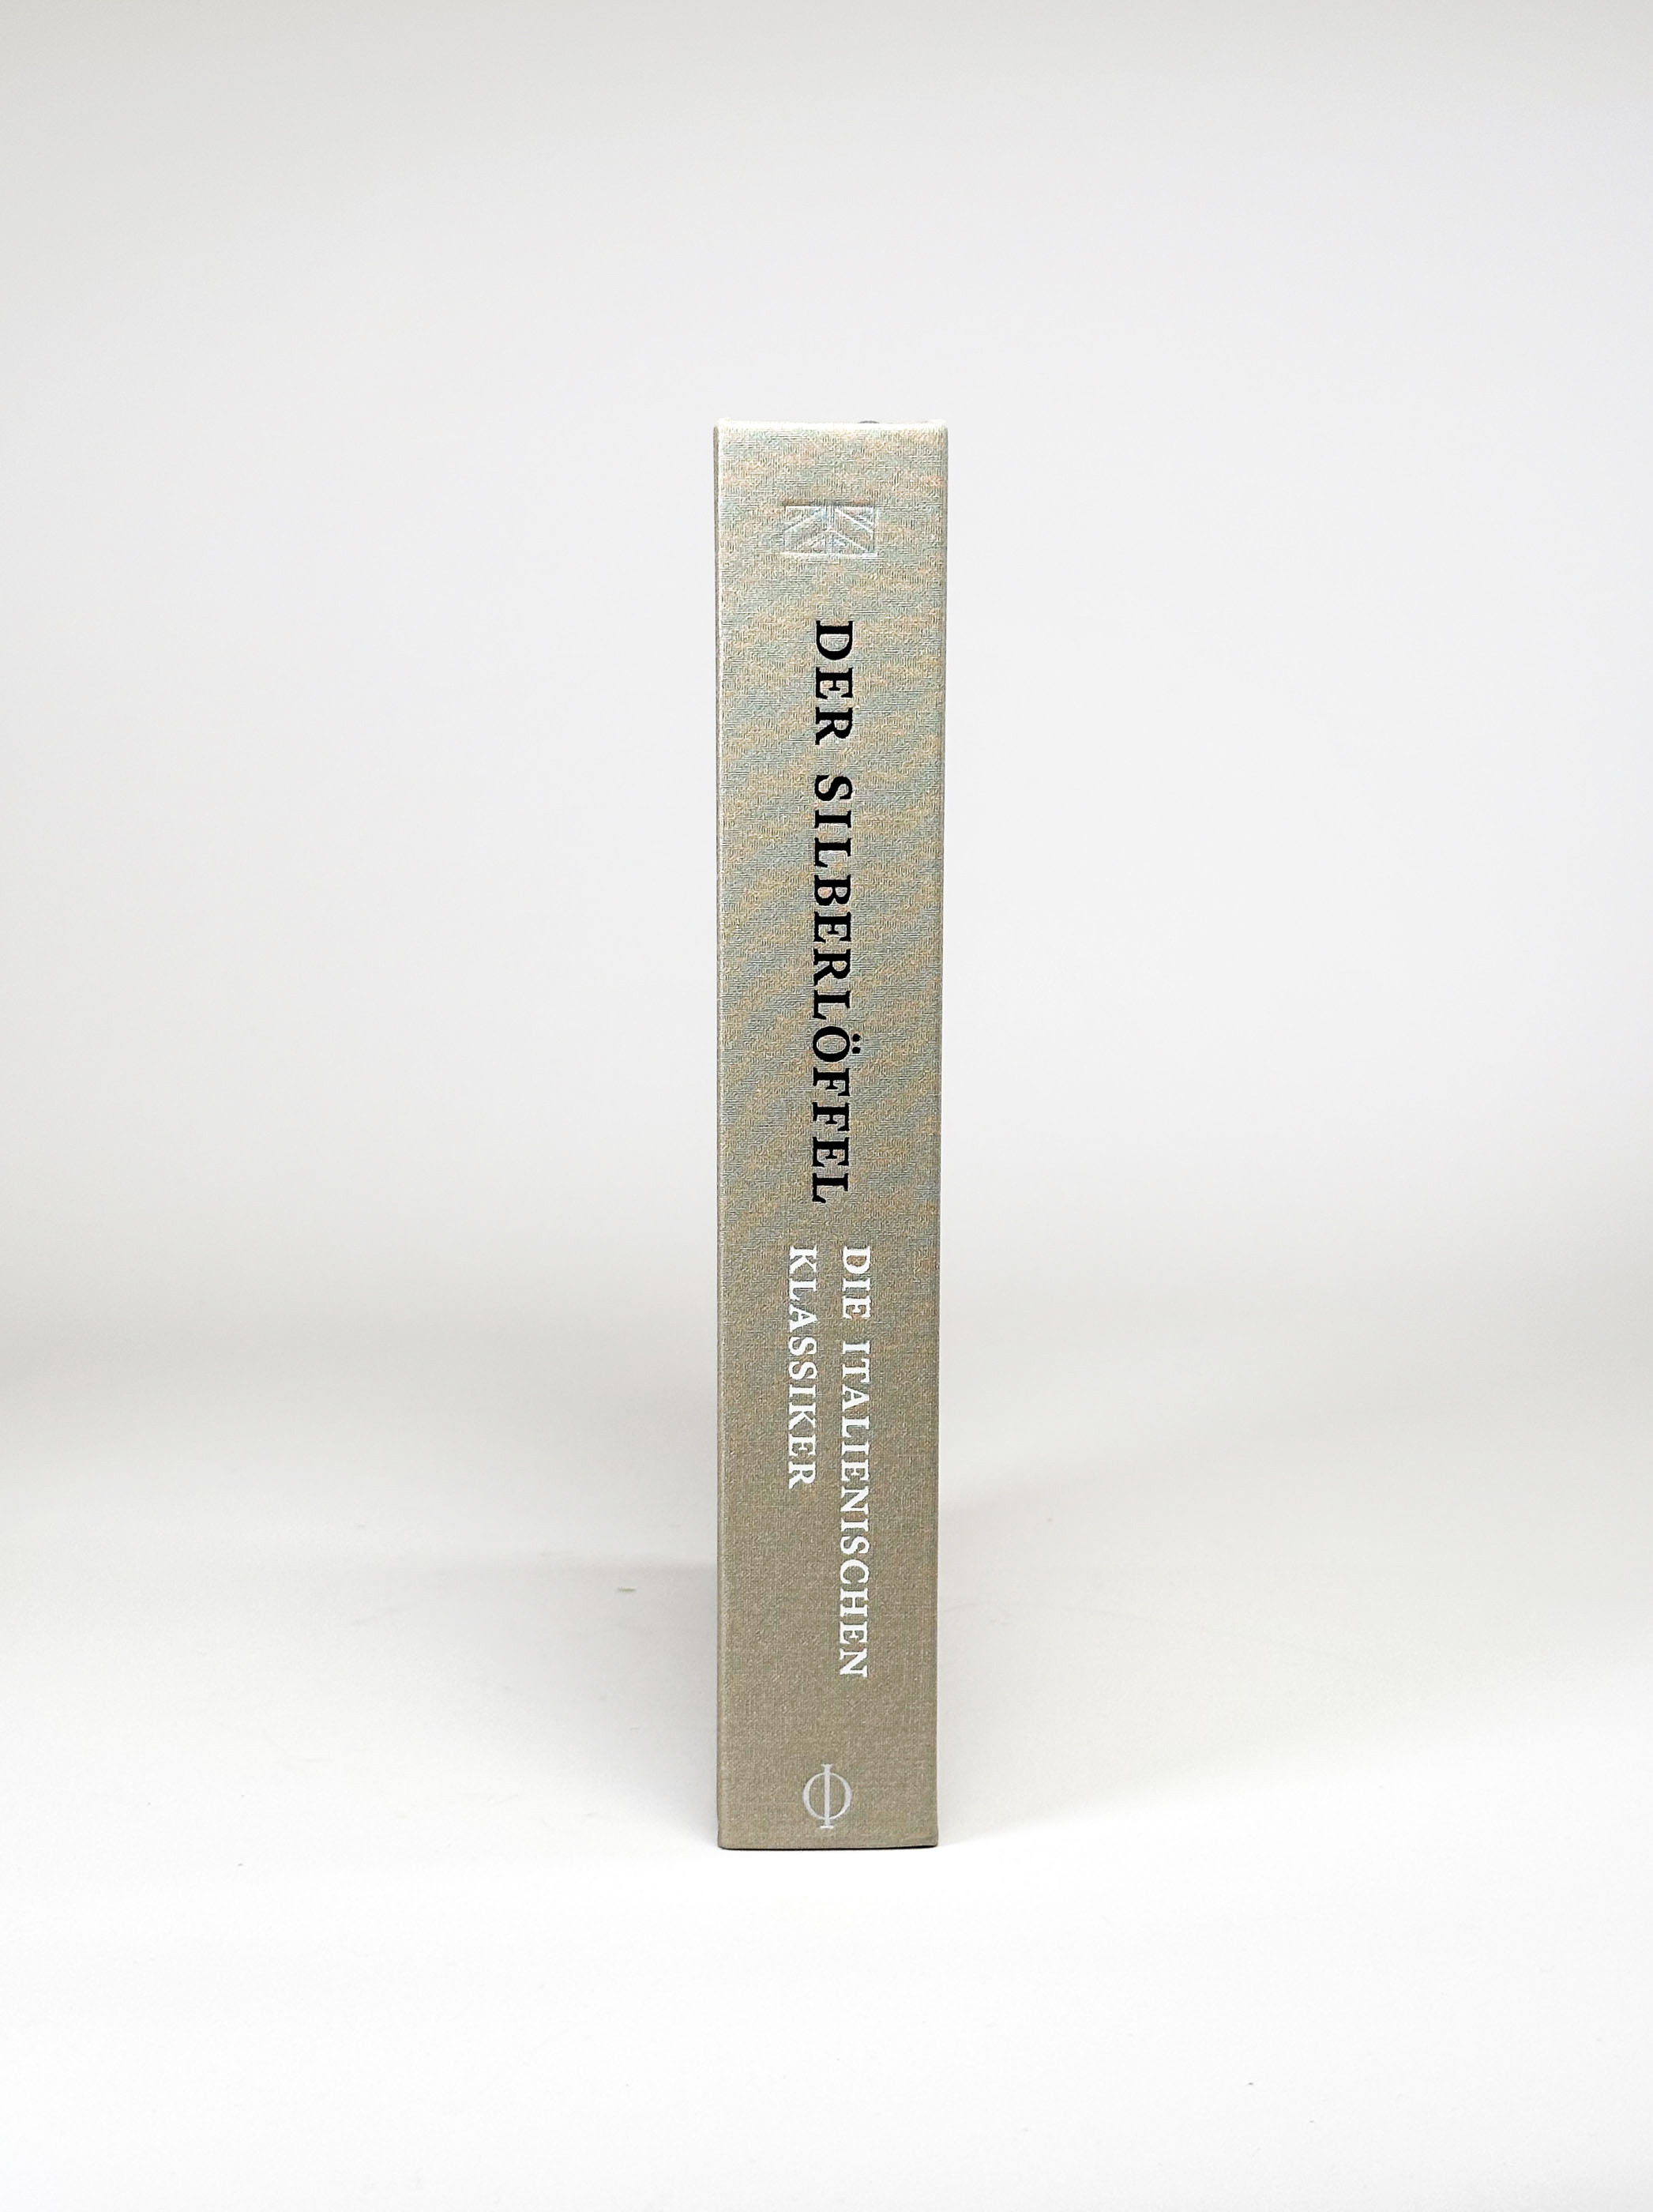 K
DER SILBERLÖFFEL
DIE ITALIENISCHEN
KLASSIKER
Φ